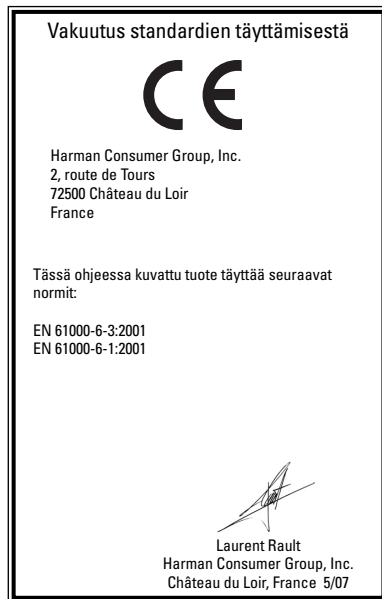 Vakuutus standardien täyttämisestä
CE
Harman Consumer Group, Inc.
2, route de Tours
72500 Château du Loir
France
Tässä ohjeessa kuvattu tuote täyttää seuraavat
normit:
EN 61000-6-3:2001
EN 61000-6-1:2001
Laurent Rault
Harman Consumer Group, Inc.
Château du Loir, France 5/07